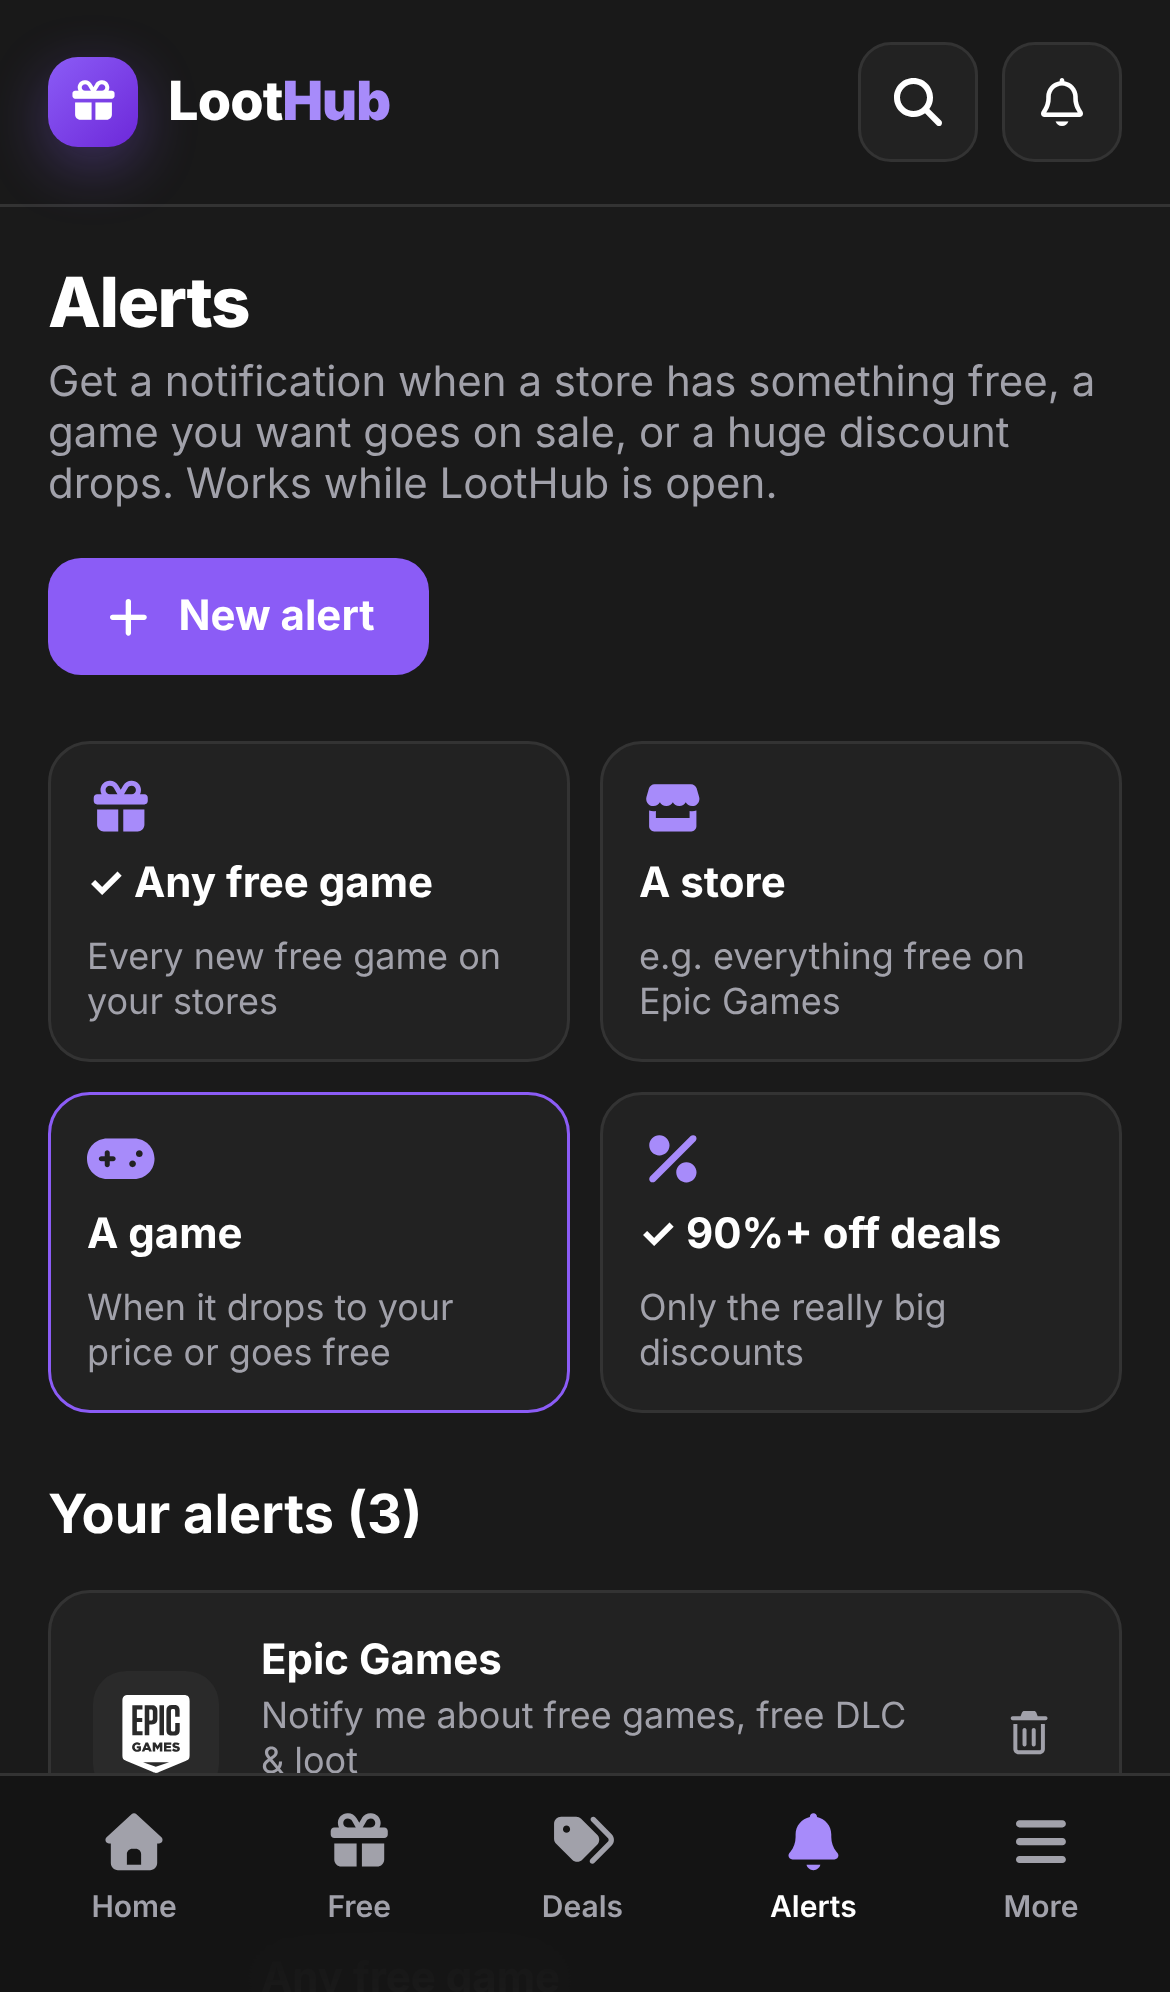 LootHub
Alerts
Get a notification when a store has something free, a
game you want goes on sale, or a huge discount
drops. Works while LootHub is open.
+ New alert
✓ Any free game
Every new free game on
your stores
A store
e.g. everything free on
Epic Games
A game
When it drops to your
price or goes free
✓ 90%+ off deals
Only the really big
discounts
Your alerts (3)
EPIC
GAMES
Epic Games
Notify me about free games, free DLC
& loot
Home
Free
Deals
Alerts
More
Any free game